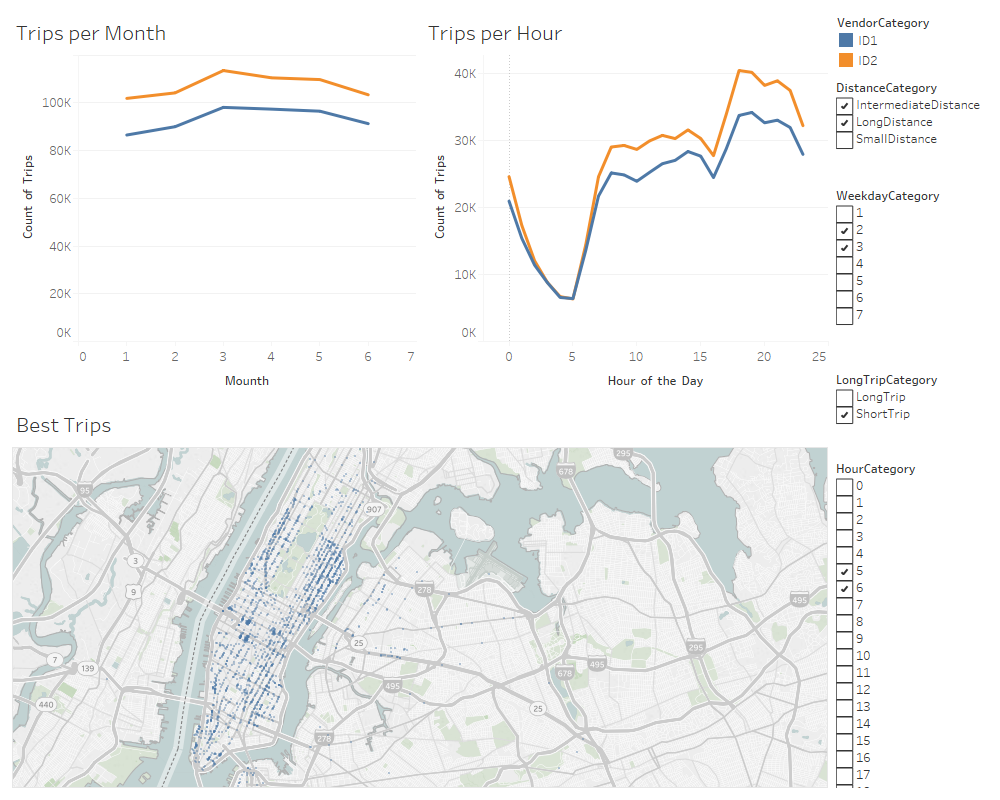 Trips per Month
Count of Trips
100K
80K
60K
40K
20K
0K
0 1 2 3 4 5 6 7
Mounth
Trips per Hour
Count of Trips
40K
30K
20K
10K
0K
0 5 10 15 20 25
Hour of the Day
VendorCategory
ID1
ID2
DistanceCategory
IntermediateDistance
LongDistance
SmallDistance
WeekdayCategory
1
2
3
4
5
6
7
LongTripCategory
LongTrip
ShortTrip
Best Trips
95
3
9
7
139
440
907
25
278
495
278
678
295
678
495
295
495
25
HourCategory
0
1
2
3
4
5
6
7
8
9
10
11
12
13
14
15
16
17